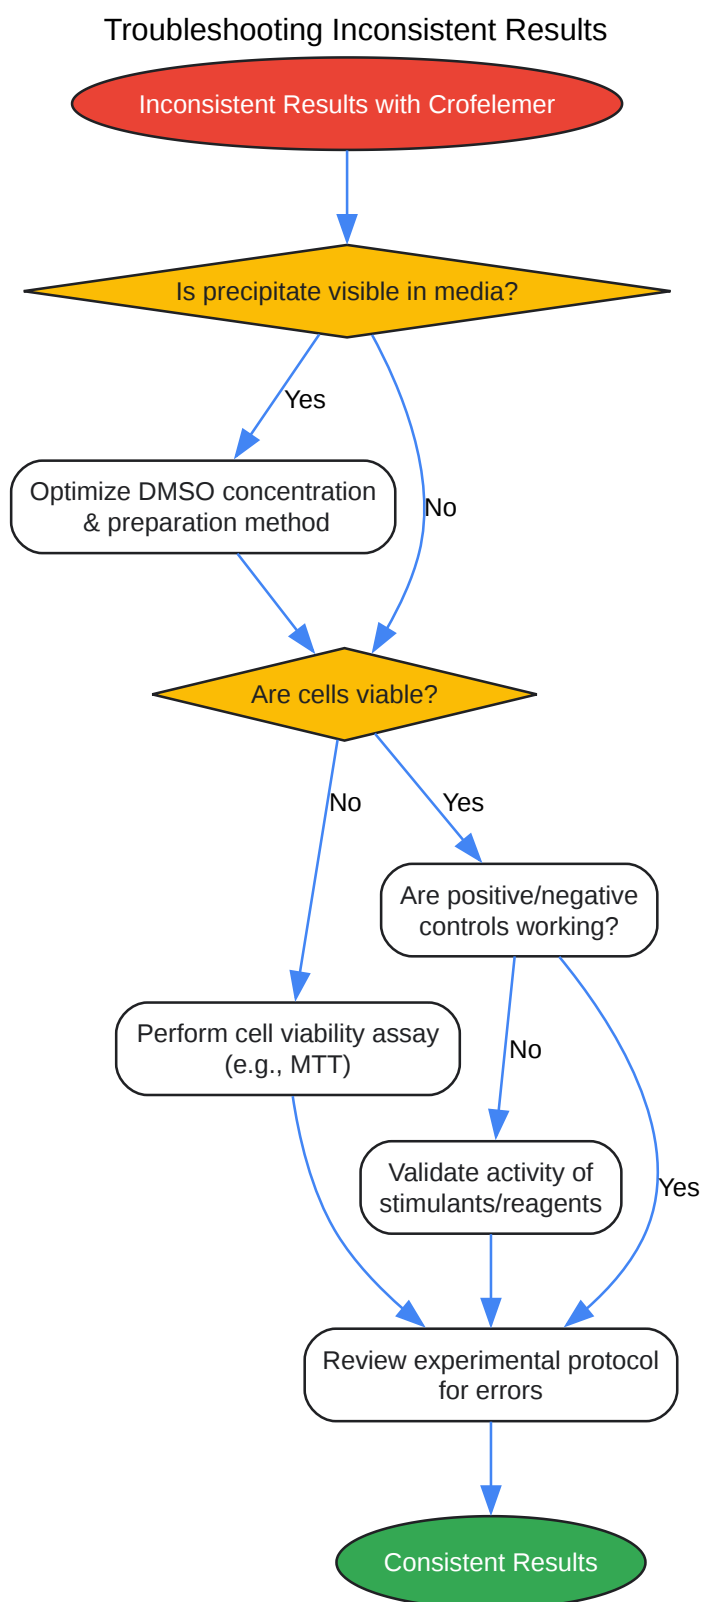 Troubleshooting Inconsistent Results
Inconsistent Results with Crofelemer
Is precipitate visible in media?
Yes
Optimize DMSO concentration
& preparation method
No
Are cells viable?
No
Yes
Are positive/negative
controls working?
Perform cell viability assay
(e.g., MTT)
No
Validate activity of
stimulants/reagents
Yes
Review experimental protocol
for errors
Consistent Results